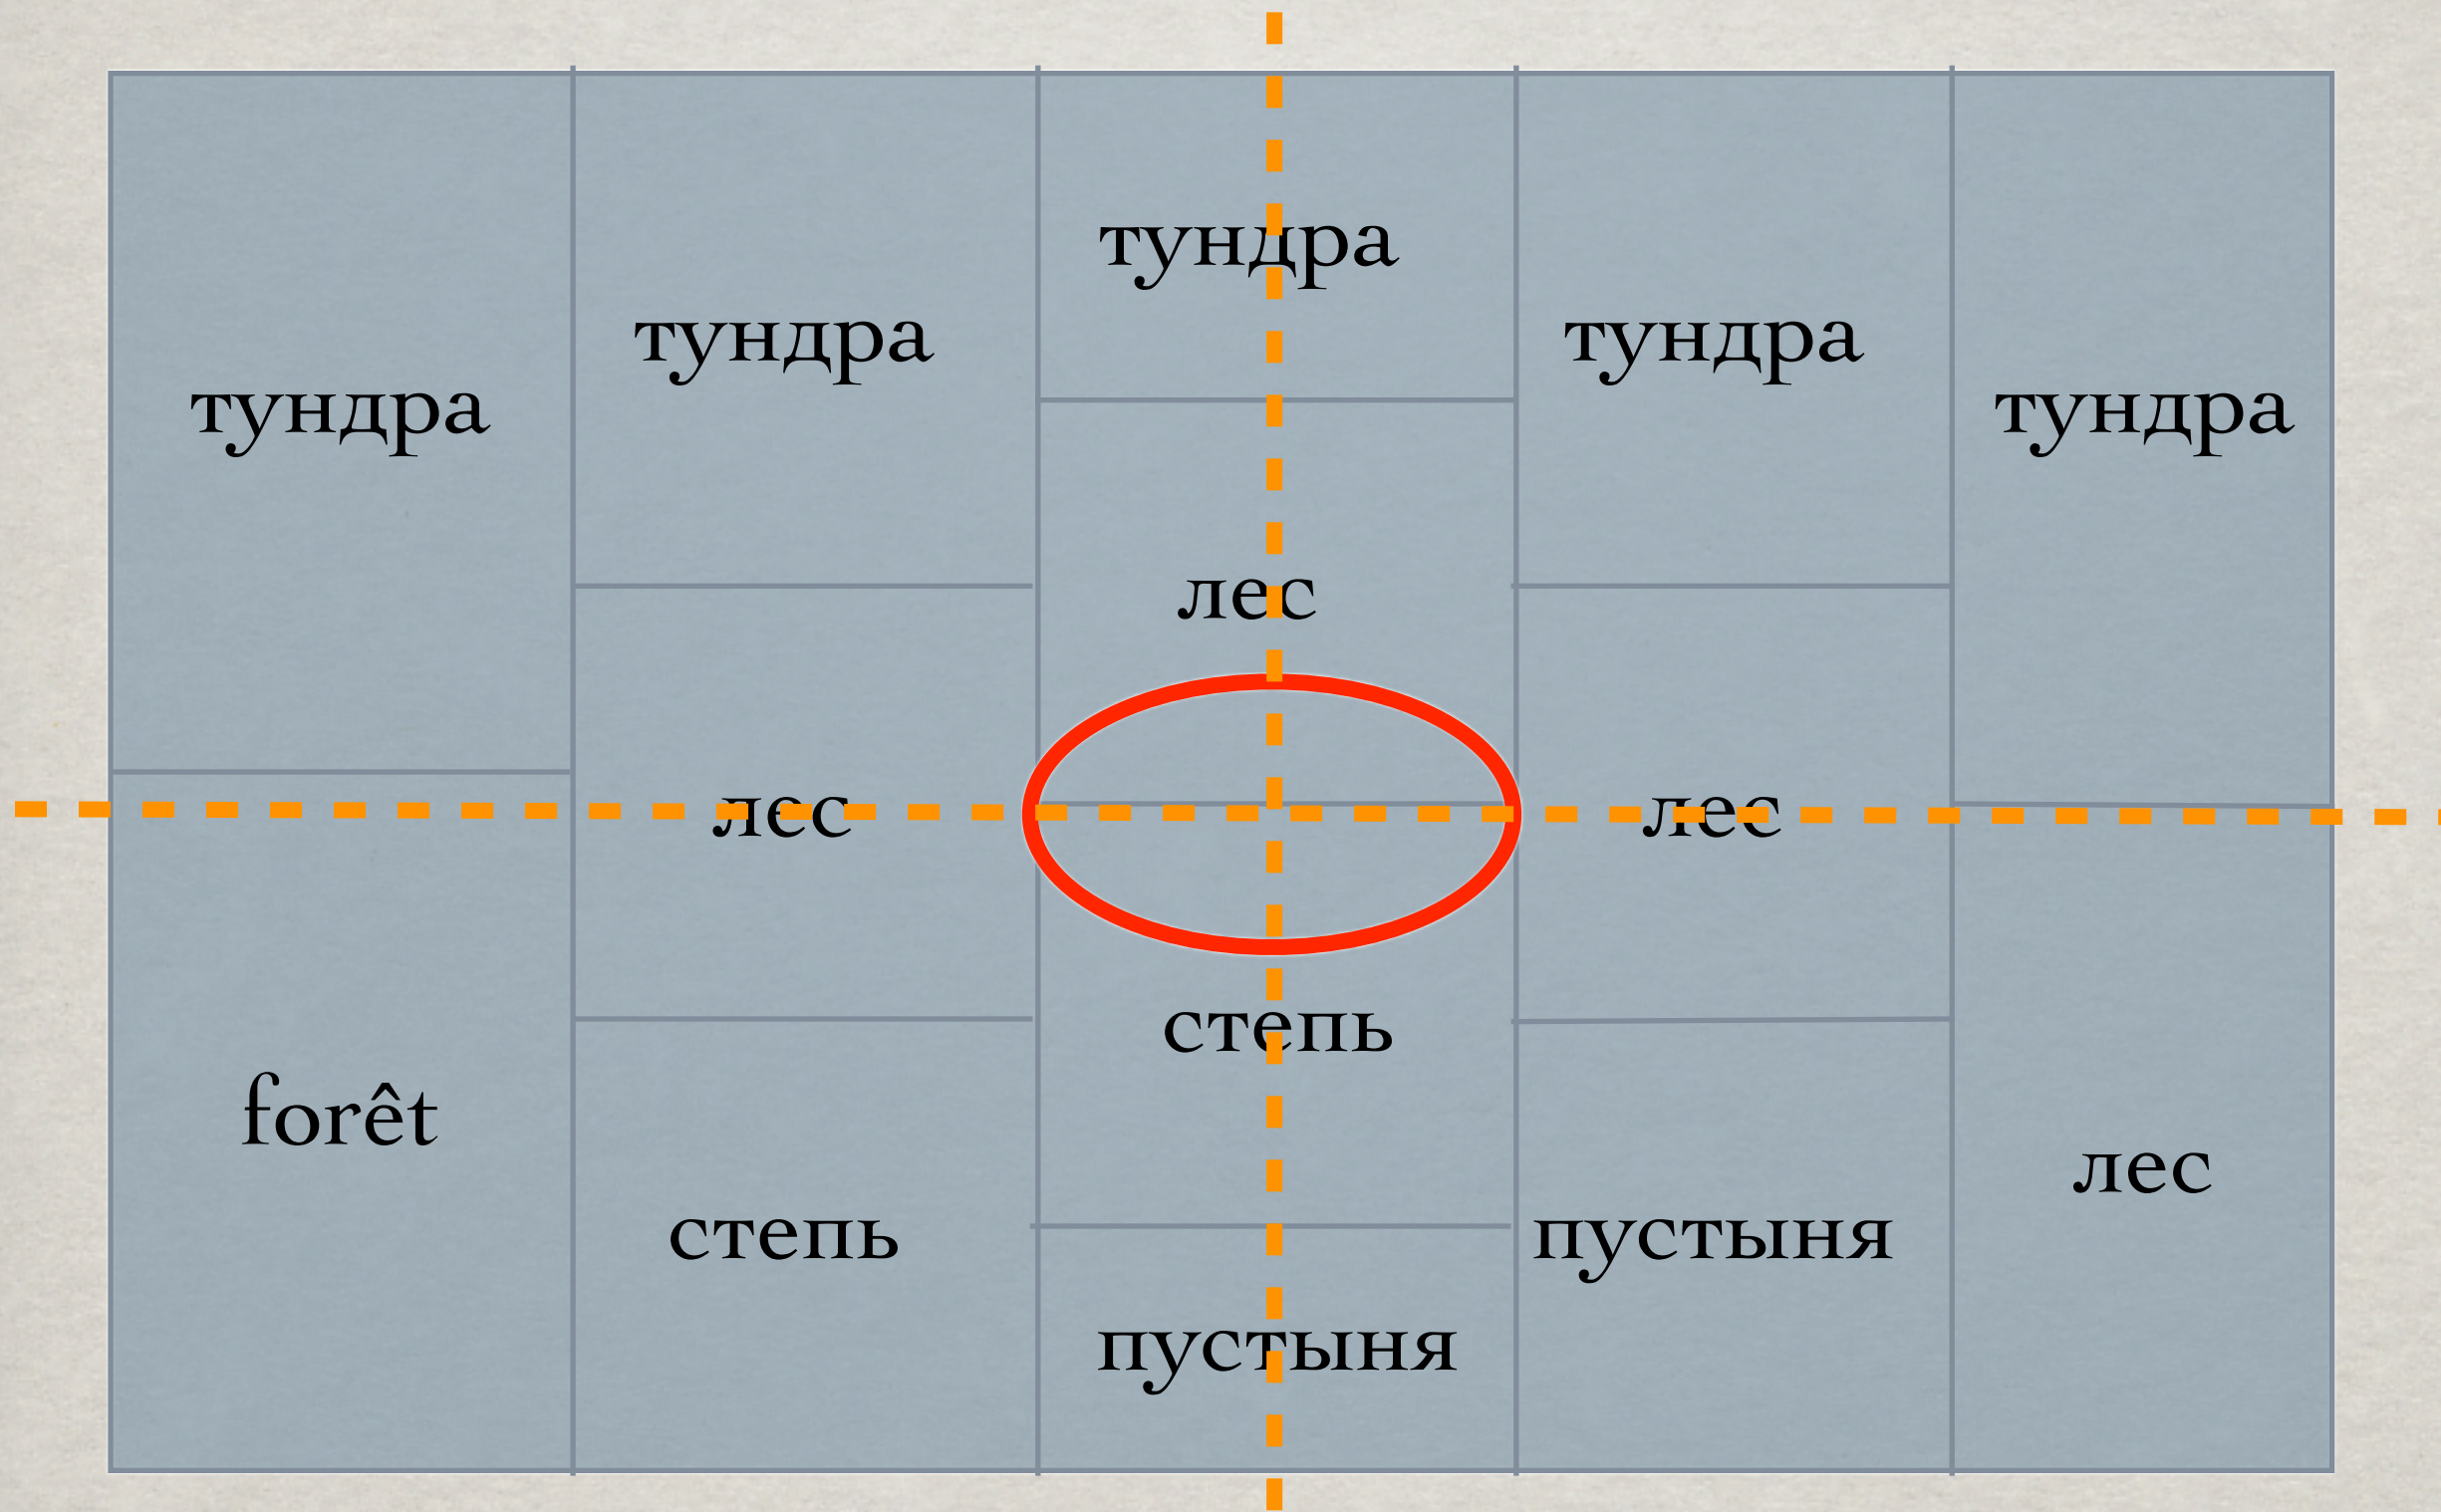 тундра
тундра
тундра
тундра
тундра
лес
лес
лес
степь
forêt
лес
степь
пустыня
пустыня